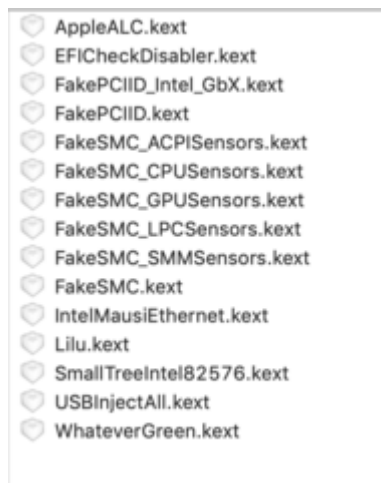 AppleALC.kext
EFICheckDisabler.kext
FakePCIID_Intel_GbX.kext
FakePCIID.kext
FakeSMC_ACPISensors.kext
FakeSMC_CPUSensors.kext
FakeSMC_GPUSensors.kext
FakeSMC_LPCSensors.kext
FakeSMC_SMMSensors.kext
FakeSMC.kext
IntelMausiEthernet.kext
Lilu.kext
SmallTreeIntel82576.kext
USBInjectAll.kext
WhateverGreen.kext